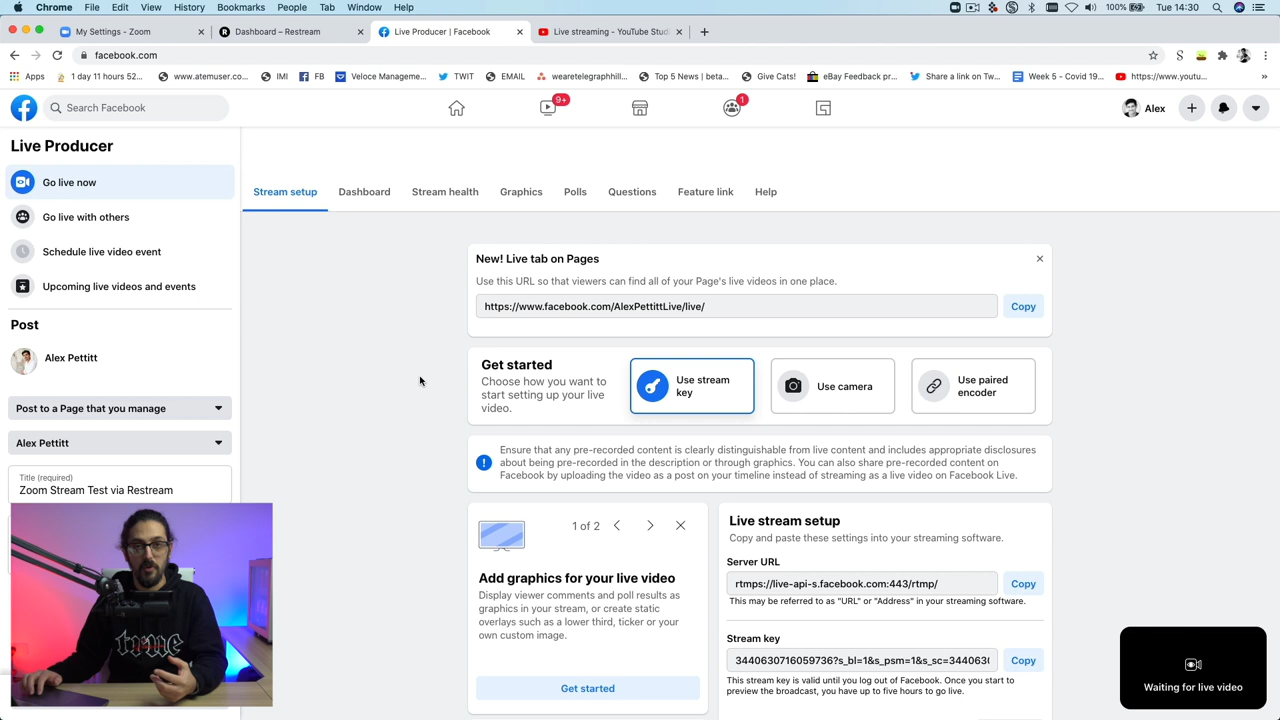 Chrome File Edit View History Bookmarks People Tab Window Help 100% Tue 14:30
My Settings - Zoom Dashboard – Restream Live Producer | Facebook Live streaming - YouTube Studi
facebook.com
Apps 1 day 11 hours 52... www.atemuser.co... IMI FB Veloce Manageme... TWIT EMAIL wearetelegraphhill... Top 5 News | beta... Give Cats! eBay Feedback pr... Share a link on Tw... Week 5 - Covid 19... https://www.youtu... »
Search Facebook 9+ 1 Alex
Live Producer
Go live now
Go live with others
Schedule live video event
Upcoming live videos and events
Post
Alex Pettitt
Post to a Page that you manage
Alex Pettitt
Title (required)
Zoom Stream Test via Restream
Stream setup Dashboard Stream health Graphics Polls Questions Feature link Help
New! Live tab on Pages
Use this URL so that viewers can find all of your Page's live videos in one place.
https://www.facebook.com/AlexPettittLive/live/ Copy
Get started
Choose how you want to start setting up your live video.
Use stream key
Use camera
Use paired encoder
Ensure that any pre-recorded content is clearly distinguishable from live content and includes appropriate disclosures
about being pre-recorded in the description or through graphics. You can also share pre-recorded content on
Facebook by uploading the video as a post on your timeline instead of streaming as a live video on Facebook Live.
1 of 2
Add graphics for your live video
Display viewer comments and poll results as
graphics in your stream, or create static
overlays such as a lower third, ticker or your
own custom image.
Get started
Live stream setup
Copy and paste these settings into your streaming software.
Server URL
rtmps://live-api-s.facebook.com:443/rtmp/ Copy
This may be referred to as "URL" or "Address" in your streaming software.
Stream key
3440630716059736?s_bl=1&s_psm=1&s_sc=344063( Copy
This stream key is valid until you log out of Facebook. Once you start to
preview the broadcast, you have up to five hours to go live.
Waiting for live video